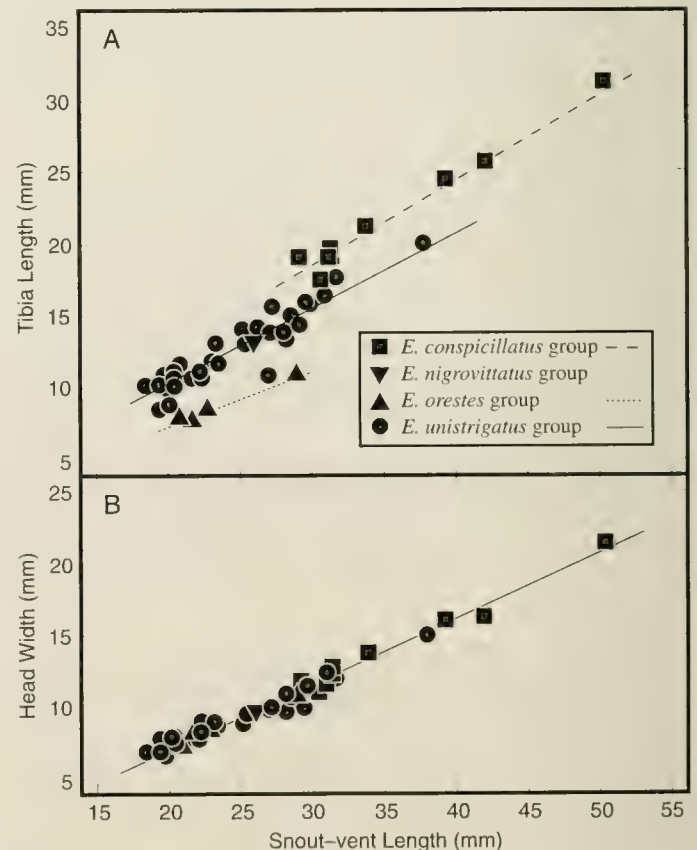 A
35
30
25
20
15
10
5
Tibia Length (mm)
E. conspicillatus group
E. nigrovittatus group
E. orestes group
E. unistrigatus group
B
25
20
15
10
5
Head Width (mm)
15 20 25 30 35 40 45 50 55
Snout–vent Length (mm)